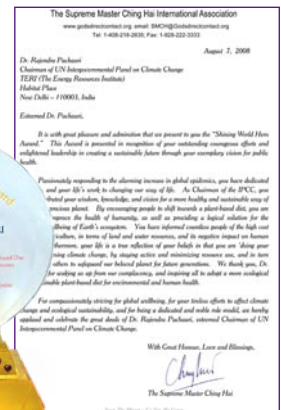 The Supreme Master Ching Hai International Association
www.godsdirectcontact.org email: SMCH@Godsdirectcontact.org
Tel: 1-408-218-2830; Fax: 1-928-222-3333
August 7, 2008
Dr. Rajendra Pachauri
Chairman of UN Intergovernmental Panel on Climate Change
TERI (The Energy Resources Institute)
Habitat Place
New Delhi – 110003, India
Esteemed Dr. Pachauri,
It is with great pleasure and admiration that we present to you the "Shining World Hero
Award." This Award is presented in recognition of your outstanding courageous efforts and
enlightened leadership in creating a sustainable future through your exemplary vision for public
health.
Passionately responding to the alarming increase in global epidemics, you have dedicated
and your life's work to changing our way of life. As Chairman of the IPCC, you
your wisdom, knowledge, and vision for a more healthy and sustainable way of
precious planet. By encouraging people to shift towards a plant-based diet, you are
the health of humanity, as well as providing a logical solution for the
of Earth's ecosystem. You have informed countless people of the high cost
in terms of land and water resources, and its negative impact on human
your life is a true reflection of your beliefs in that you are 'doing your
climate change, by staying active and minimizing resource use, and in turn
others to safeguard our beloved planet for future generations. We thank you, Dr.
for waking us up from our complacency, and inspiring all to adopt a more ecological
plant-based diet for environmental and human health.
For compassionately striving for global wellbeing, for your tireless efforts to affect climate
change and ecological sustainability, and for being a dedicated and noble role model, we hereby
applaud and celebrate the great deeds of Dr. Rajendra Pachauri, esteemed Chairman of UN
Intergovernmental Panel on Climate Change.
With Great Honour, Love and Blessings,
The Supreme Master Ching Hai